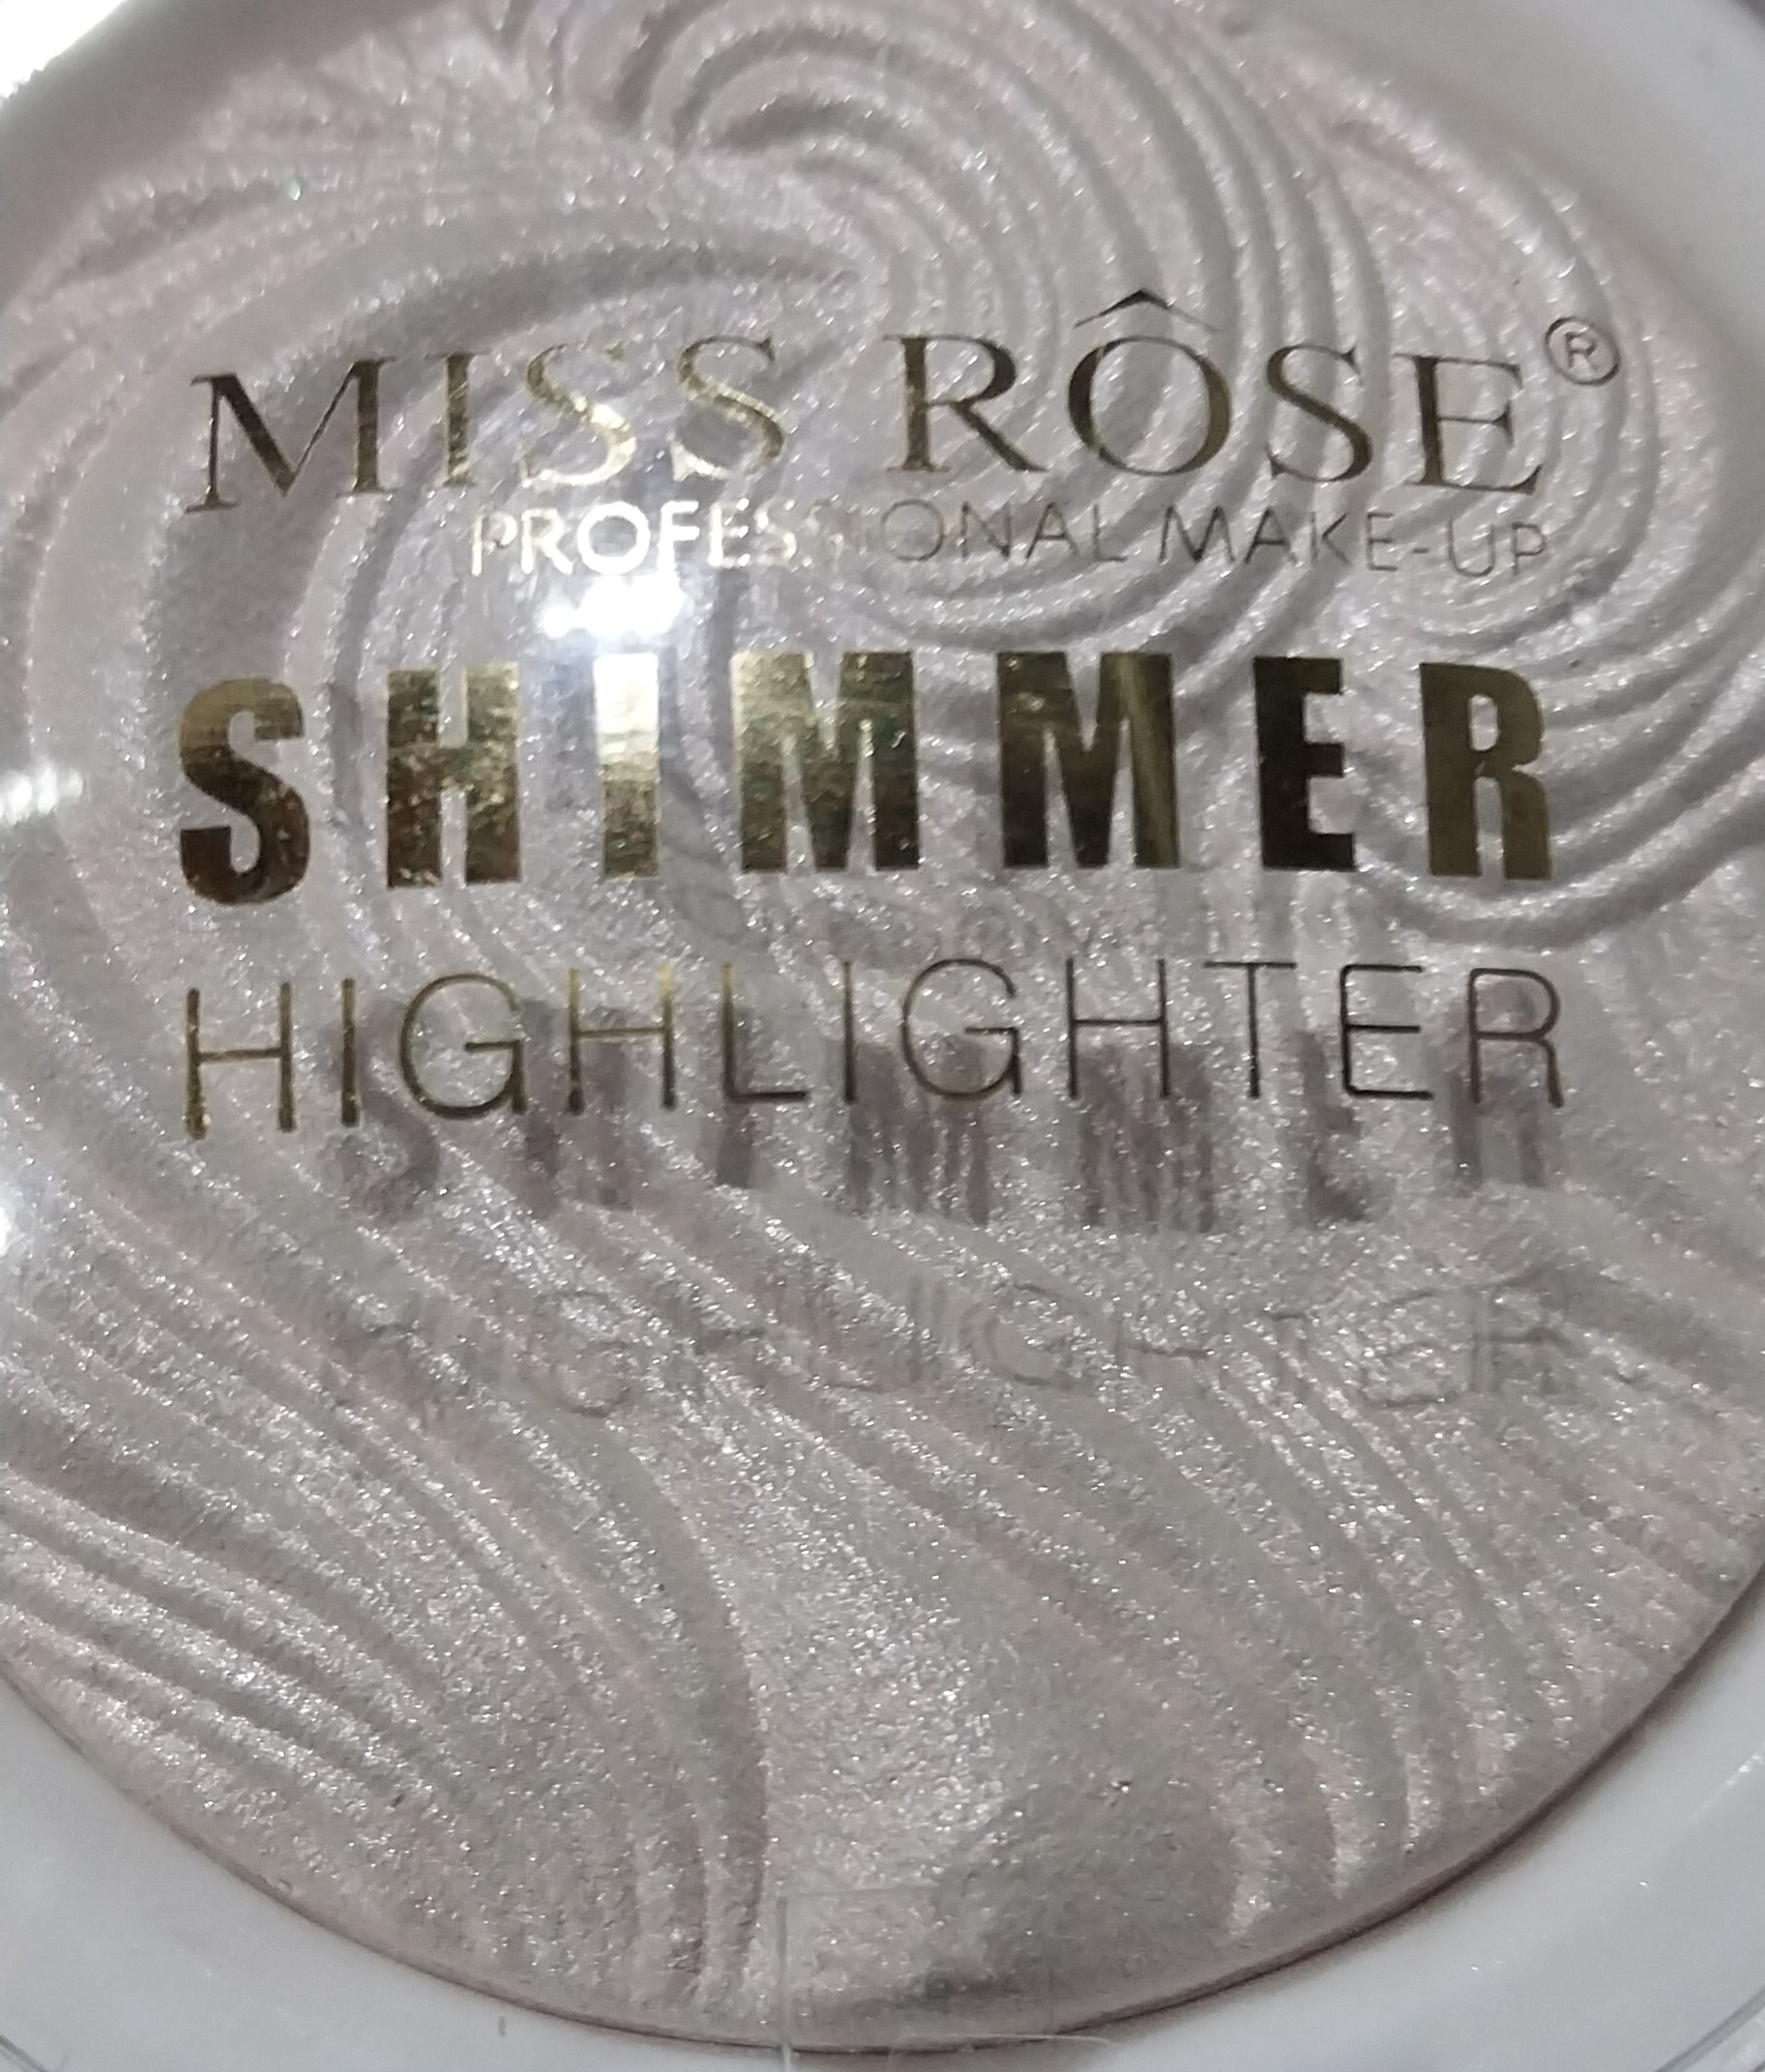 MISS RÔSE®
PROFESSIONAL MAKE-UP
SHIMMER
HIGHLIGHTER